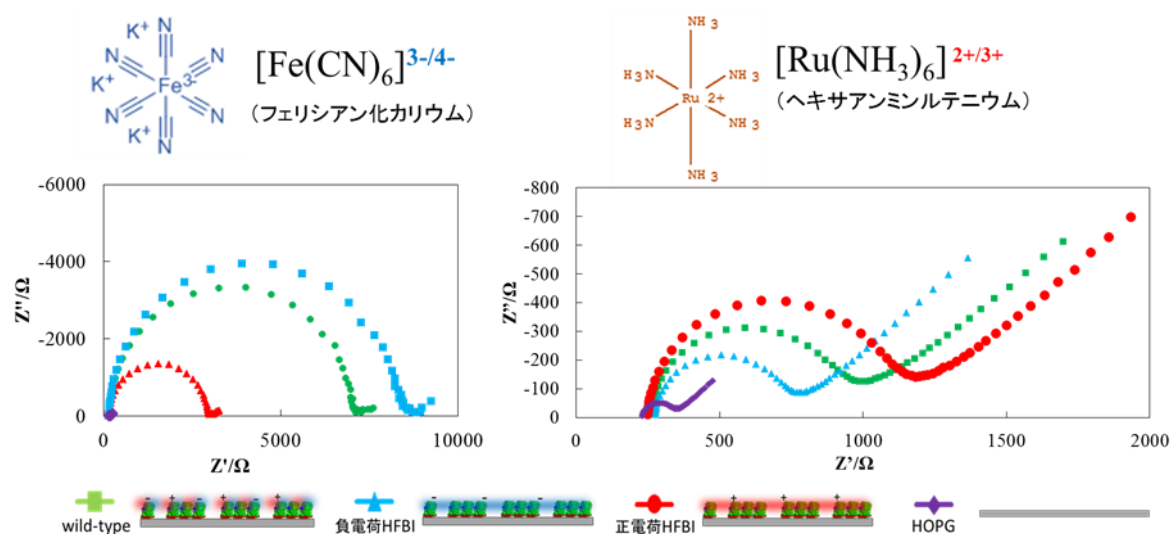 K⁺ N N N
K⁺ Fe³⁻
N K⁺ N N
[Fe(CN)₆]³⁻/⁴⁻
(フェリシアン化カリウム)
NH₃
H₃N NH₃
Ru 2+
H₃N NH₃
NH₃
[Ru(NH₃)₆]²⁺/³⁺
(ヘキサアンミンルテニウム)
-6000
-4000
-2000
0
Z''/Ω
0 5000 10000
Z'/Ω
-800
-700
-600
-500
-400
-300
-200
-100
0
Z''/Ω
0 500 1000 1500 2000
Z'/Ω
- + - + - + -
wild-type
- - -
負電荷HFBI
+ + +
正電荷HFBI
HOPG